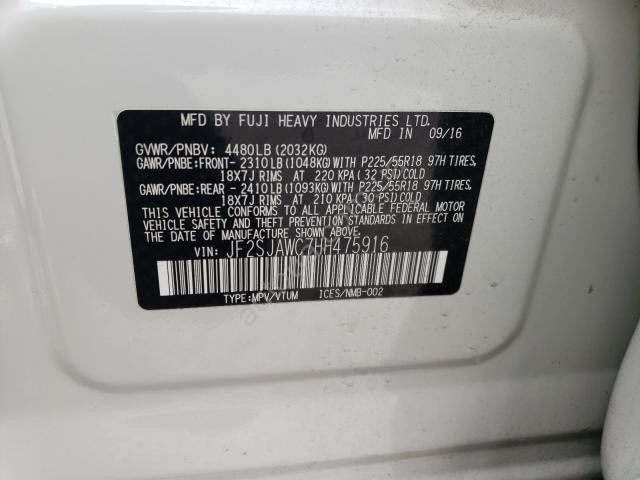 MFD BY FUJI HEAVY INDUSTRIES LTD.
MFD IN 09/16
GVWR/PNBV: 4480LB (2032KG)
GAWR/PNBE:FRONT- 2310LB (1048KG) WITH P225/55R18 97H TIRES,
18X7J RIMS AT 220 KPA (32 PSI) COLD
GAWR/PNBE:REAR - 2410LB (1093KG) WITH P225/55R18 97H TIRES,
18X7J RIMS AT 210 KPA (30 PSI) COLD
THIS VEHICLE CONFORMS TO ALL APPLICABLE FEDERAL MOTOR
VEHICLE SAFETY, BUMPER, AND THEFT PREVENTION STANDARDS
IN EFFECT ON THE DATE OF MANUFACTURE SHOWN ABOVE.
VIN: JF2SJAWC7HH475916
TYPE:MPV/VTUM ICES/NMB-002